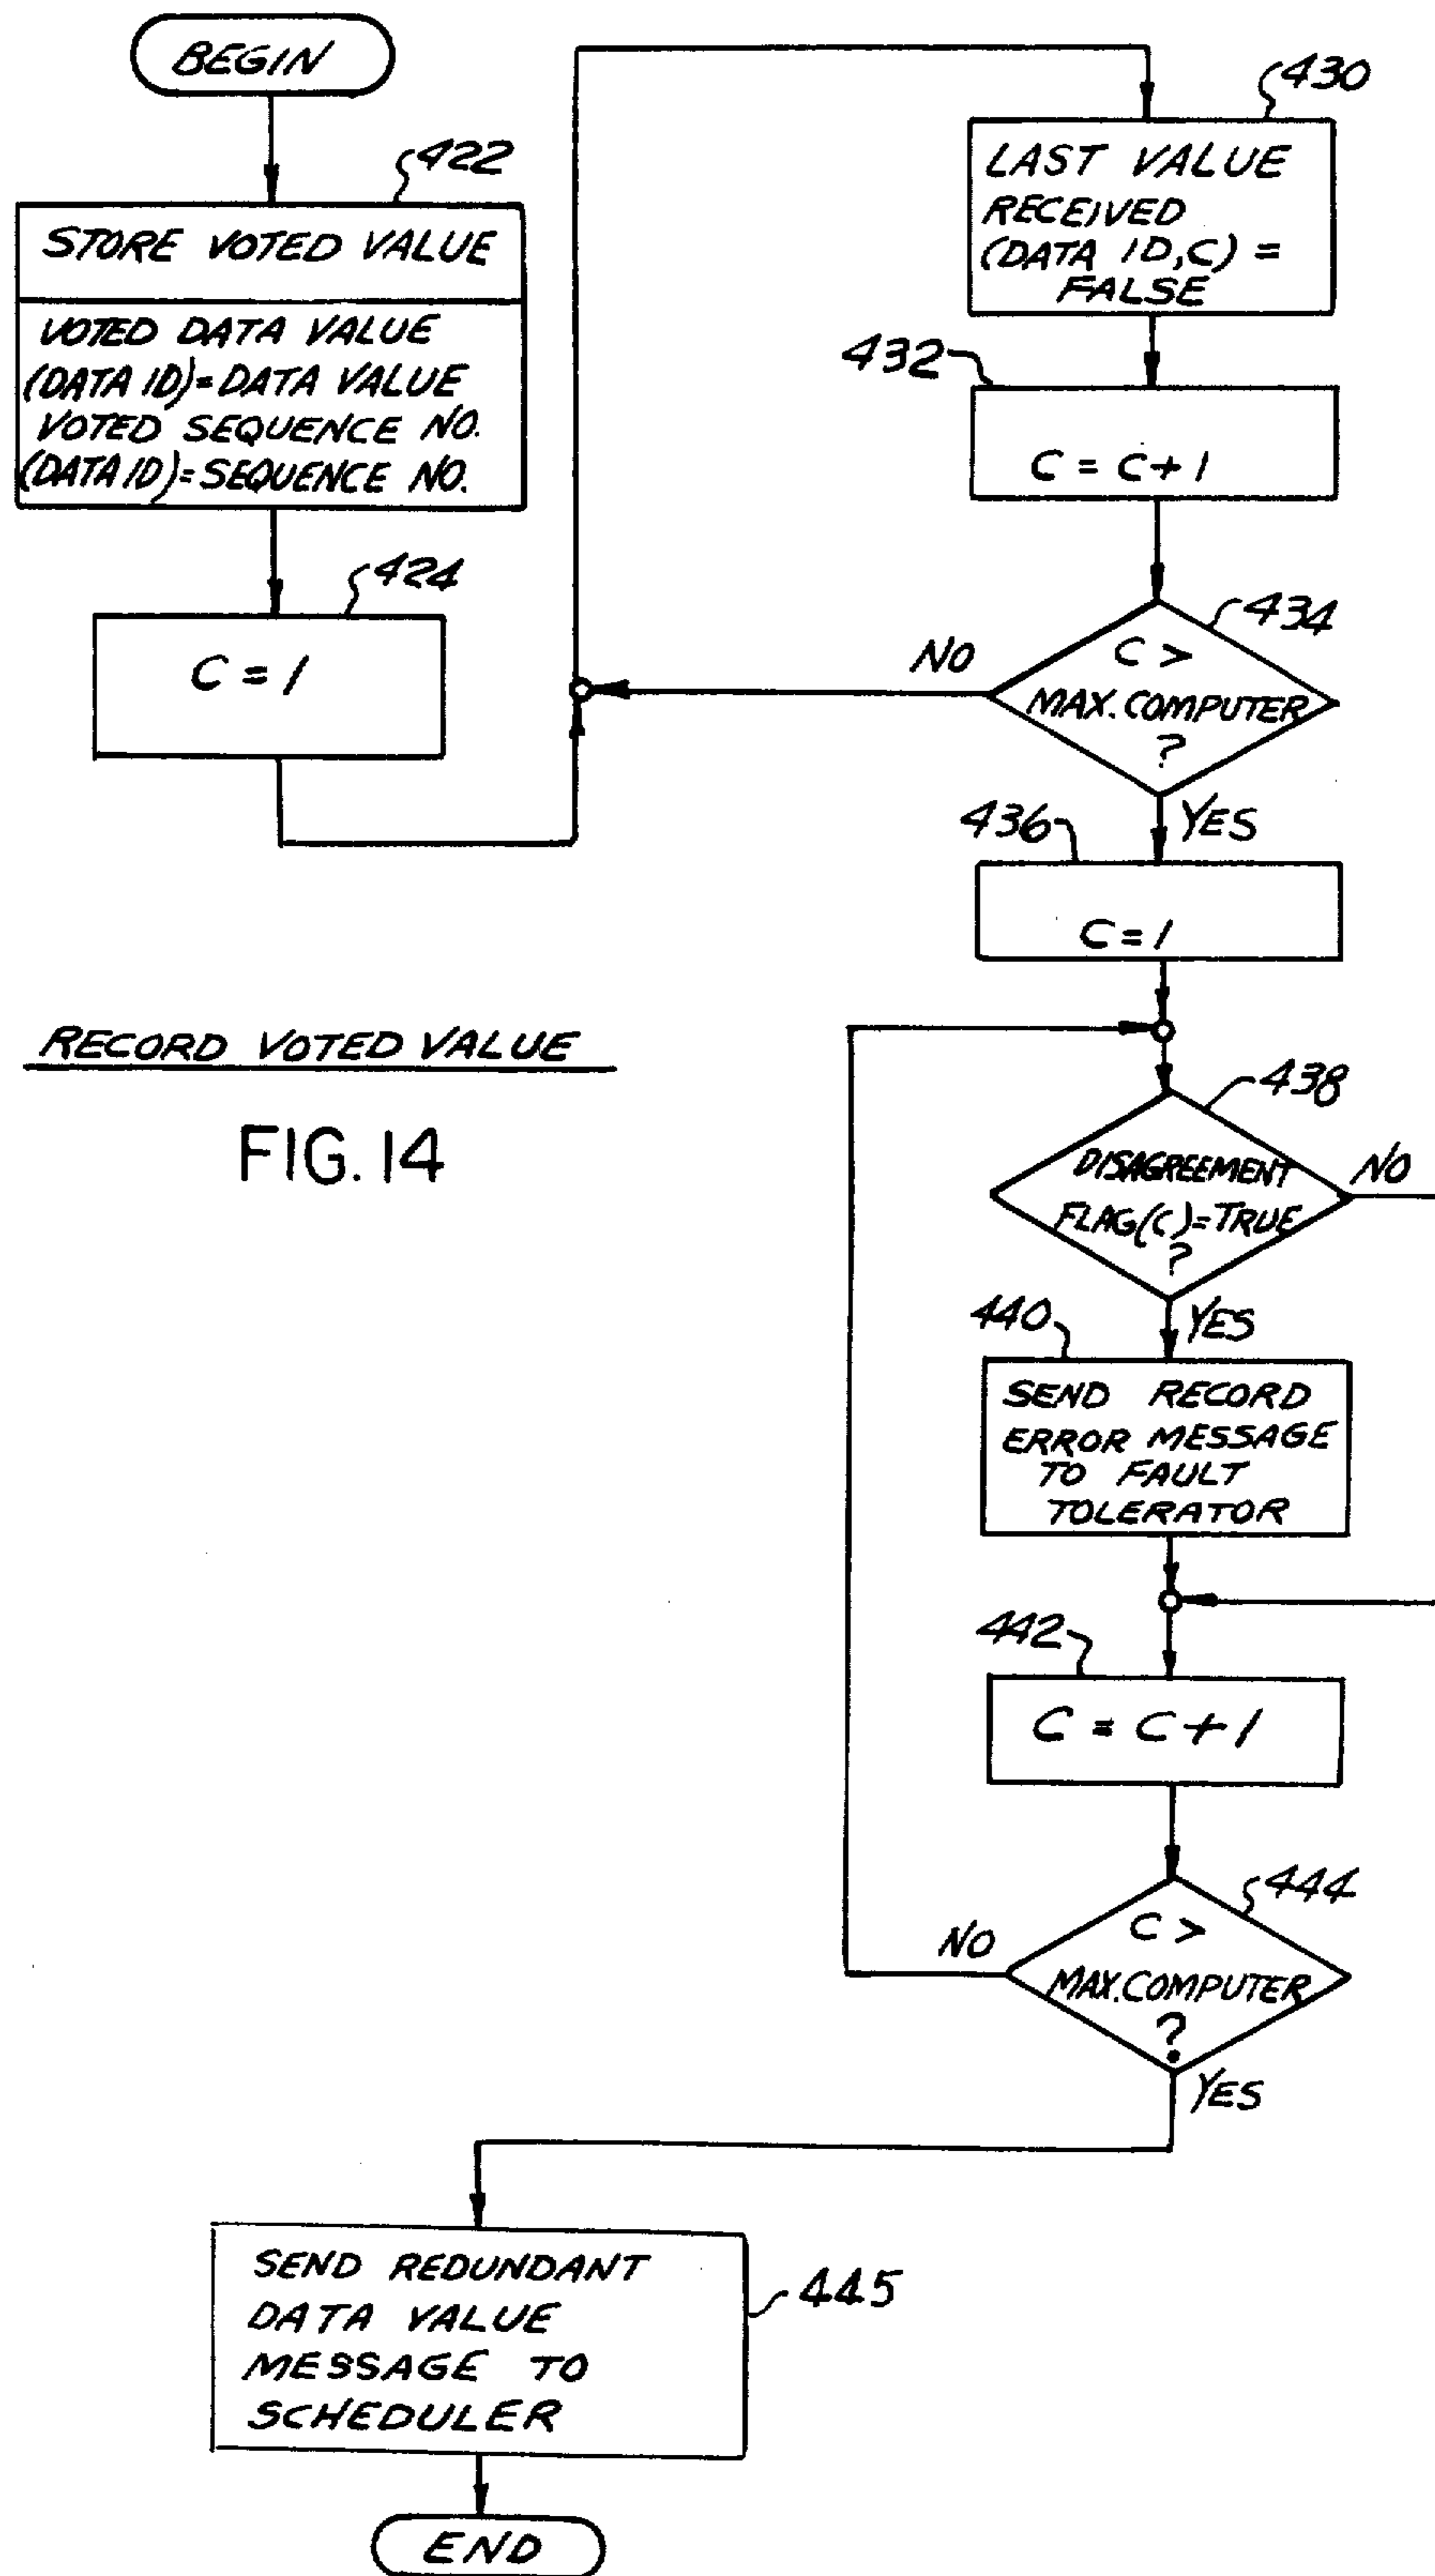 BEGIN
422
STORE VOTED VALUE
VOTED DATA VALUE
(DATA ID)=DATA VALUE
VOTED SEQUENCE NO.
(DATA ID)=SEQUENCE NO.
424
C = 1
430
LAST VALUE
RECEIVED
(DATA ID,C) =
FALSE
432
C = C+1
434
C >
MAX.COMPUTER
?
NO
YES
436
C=1
438
DISAGREEMENT
FLAG(C)=TRUE
?
NO
YES
440
SEND RECORD
ERROR MESSAGE
TO FAULT
TOLERATOR
442
C = C+1
444
C >
MAX.COMPUTER
?
NO
YES
SEND REDUNDANT
DATA VALUE
MESSAGE TO
SCHEDULER
445
END
RECORD VOTED VALUE
FIG. 14